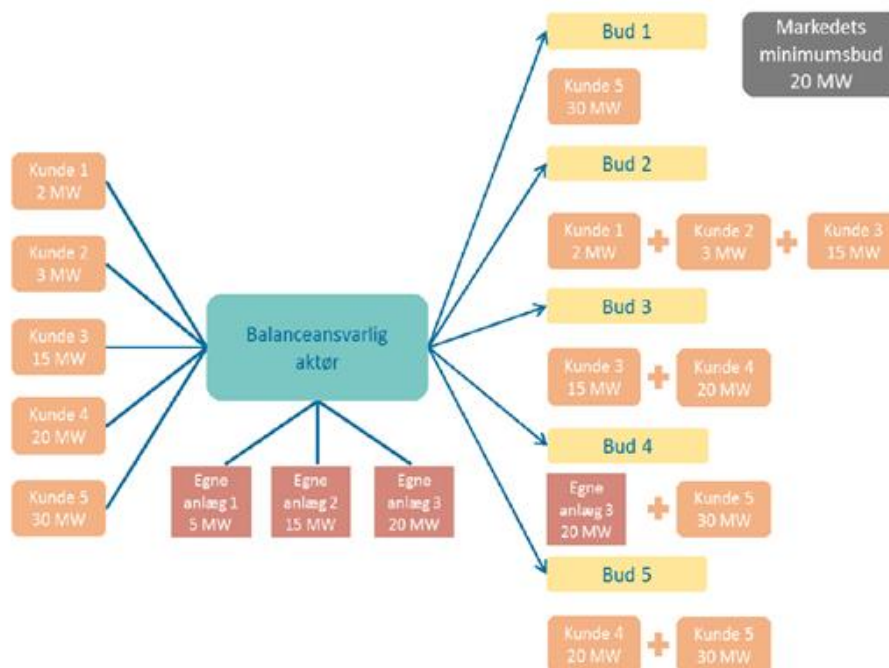 Kunde 1
2 MW
Kunde 2
3 MW
Kunde 3
15 MW
Kunde 4
20 MW
Kunde 5
30 MW
Balanceansvarlig
aktør
Egne
anlæg 1
5 MW
Egne
anlæg 2
15 MW
Egne
anlæg 3
20 MW
Bud 1
Kunde 5
30 MW
Bud 2
Kunde 1
2 MW
+
Kunde 2
3 MW
+
Kunde 3
15 MW
Bud 3
Kunde 3
15 MW
+
Kunde 4
20 MW
Bud 4
Egne
anlæg 3
20 MW
+
Kunde 5
30 MW
Bud 5
Kunde 4
20 MW
+
Kunde 5
30 MW
Markedets
minimumsbud
20 MW